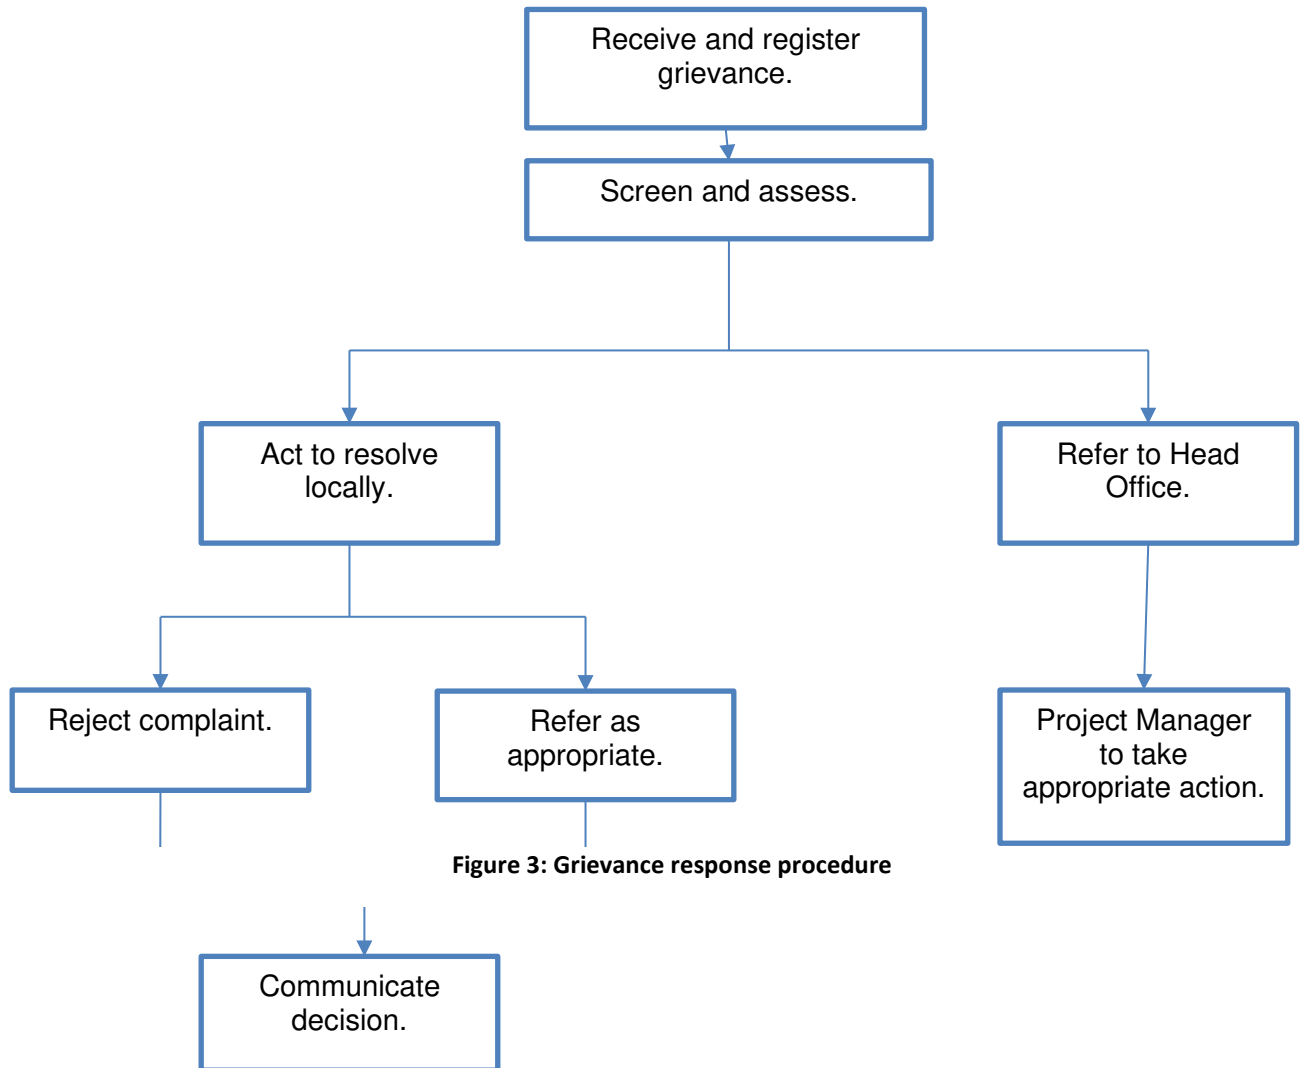 Receive and register
grievance.
Screen and assess.
Act to resolve
locally.
Refer to Head
Office.
Reject complaint.
Refer as
appropriate.
Project Manager
to take
appropriate action.
Figure 3: Grievance response procedure
Communicate
decision.